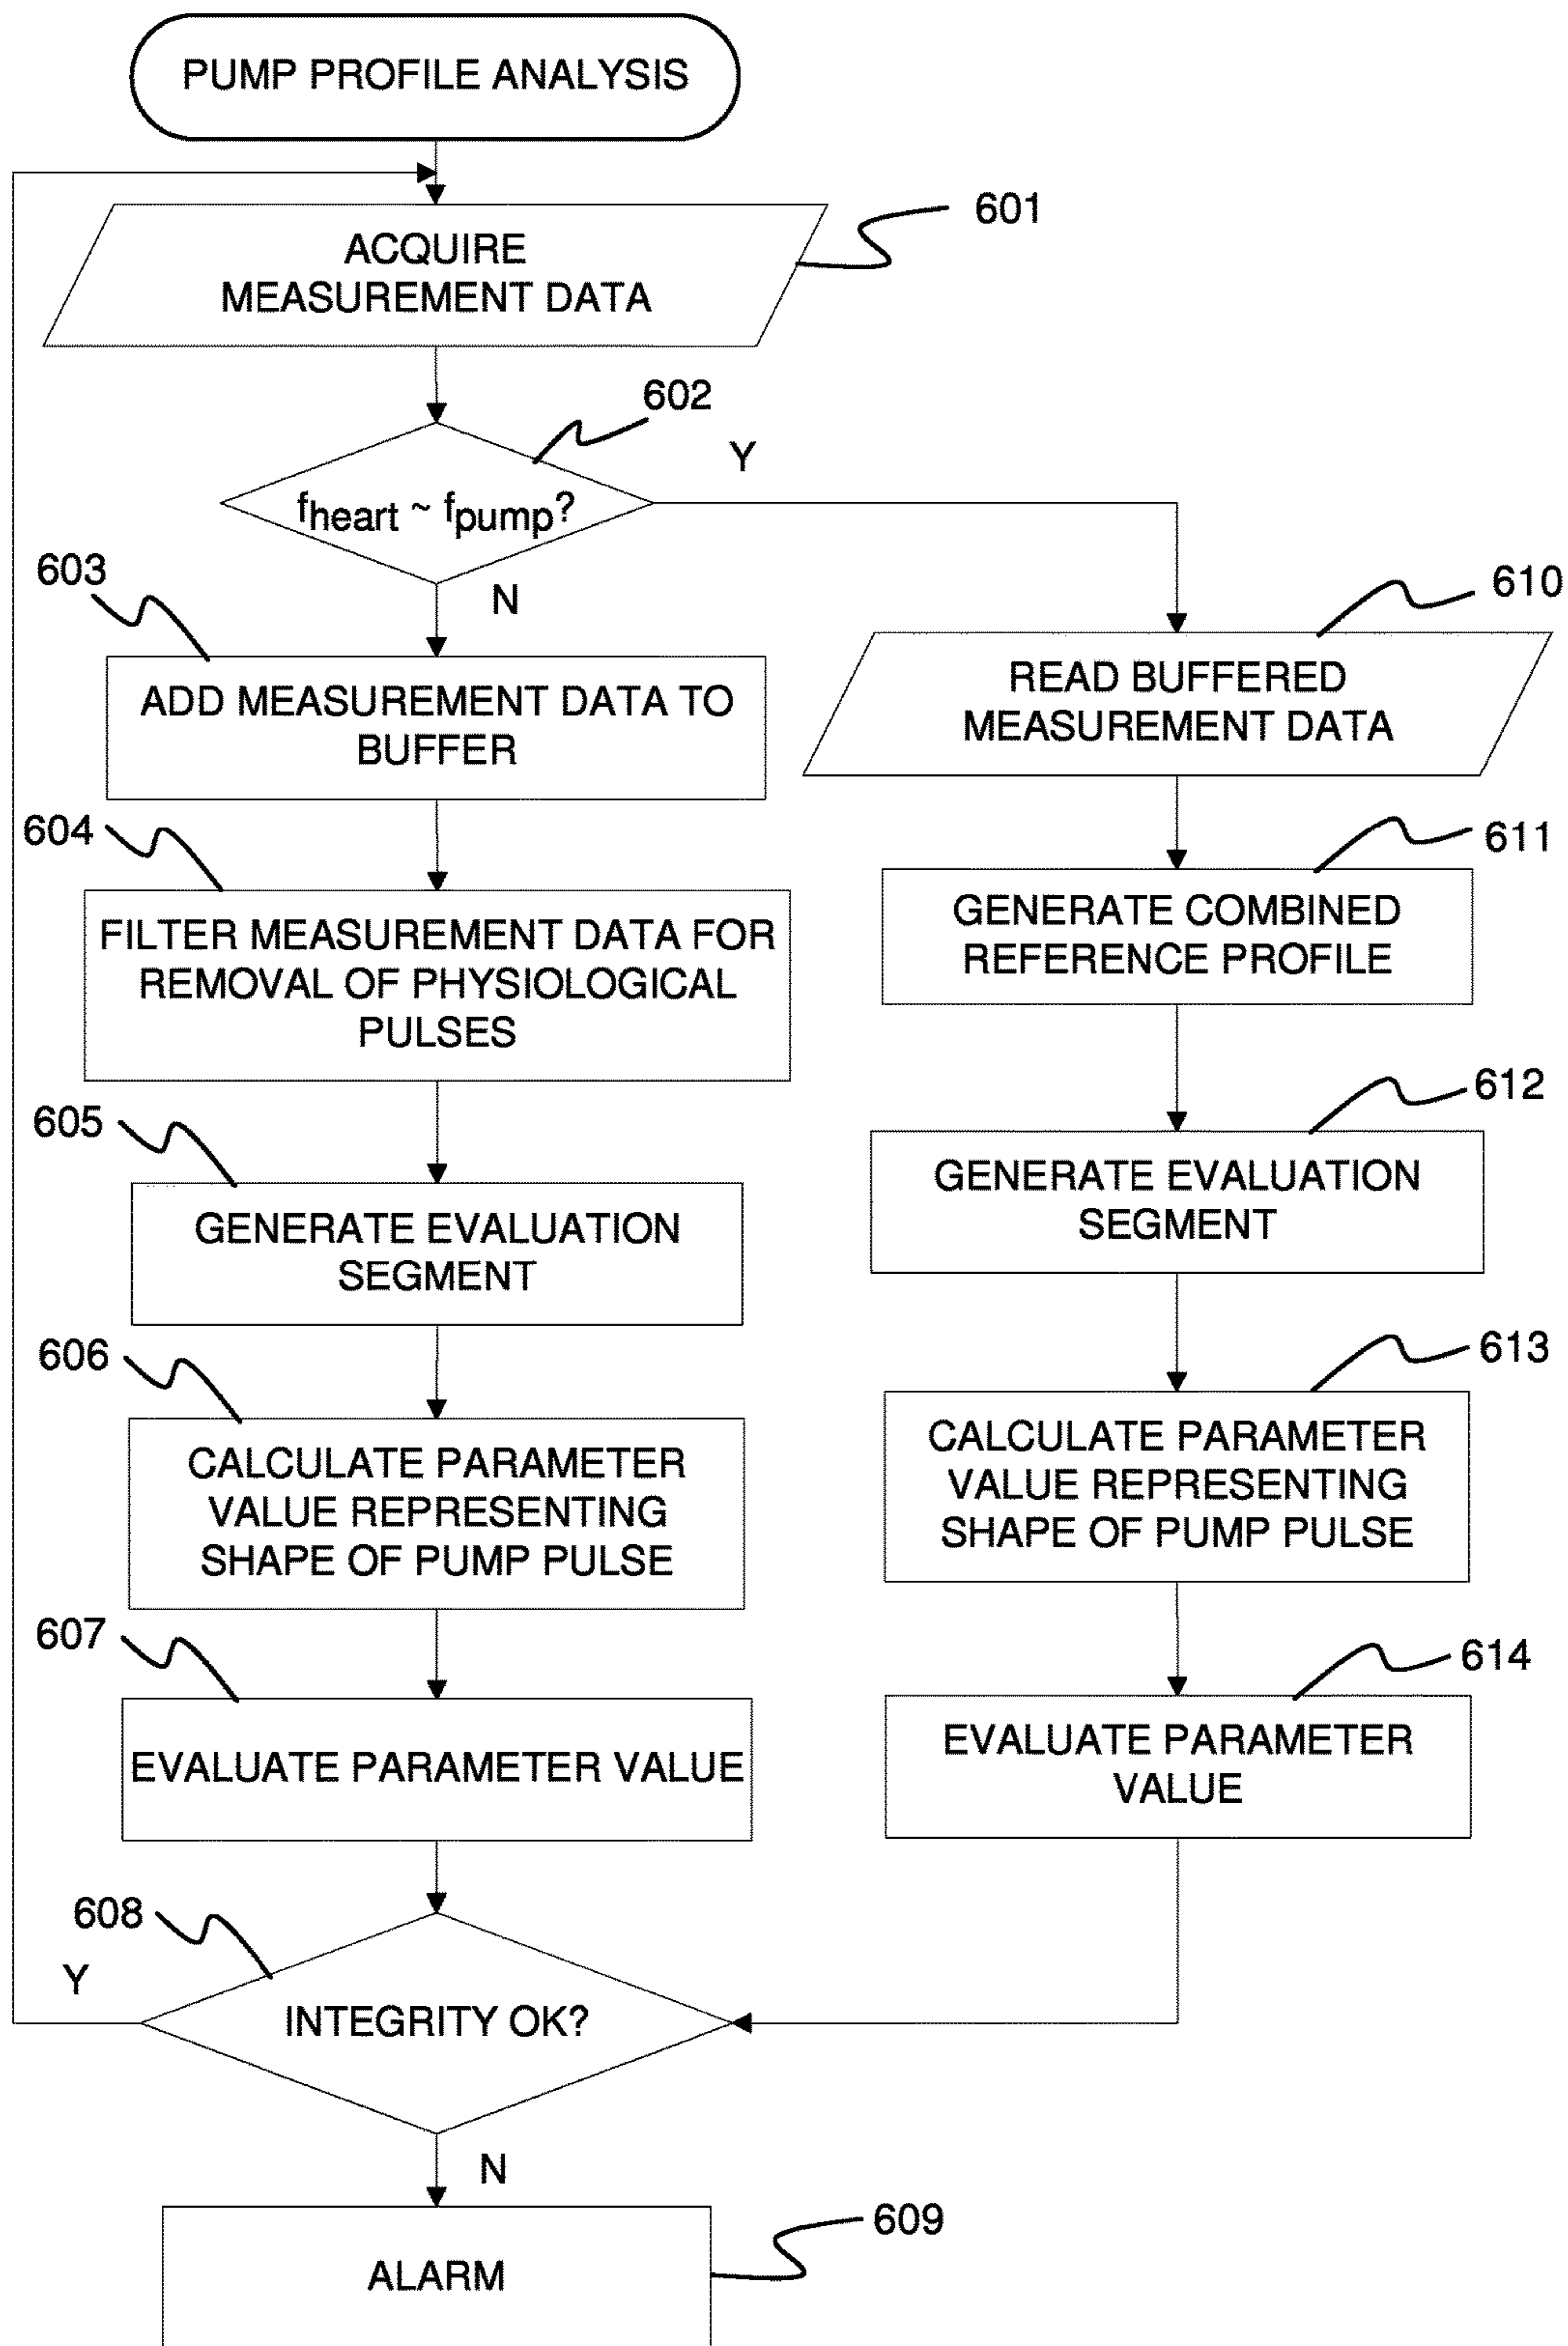 PUMP PROFILE ANALYSIS
601
ACQUIRE
MEASUREMENT DATA
602
Y
fheart ~ fpump?
N
603
ADD MEASUREMENT DATA TO
BUFFER
604
FILTER MEASUREMENT DATA FOR
REMOVAL OF PHYSIOLOGICAL
PULSES
605
GENERATE EVALUATION
SEGMENT
606
CALCULATE PARAMETER
VALUE REPRESENTING
SHAPE OF PUMP PULSE
607
EVALUATE PARAMETER VALUE
610
READ BUFFERED
MEASUREMENT DATA
611
GENERATE COMBINED
REFERENCE PROFILE
612
GENERATE EVALUATION
SEGMENT
613
CALCULATE PARAMETER
VALUE REPRESENTING
SHAPE OF PUMP PULSE
614
EVALUATE PARAMETER
VALUE
608
Y
INTEGRITY OK?
N
609
ALARM